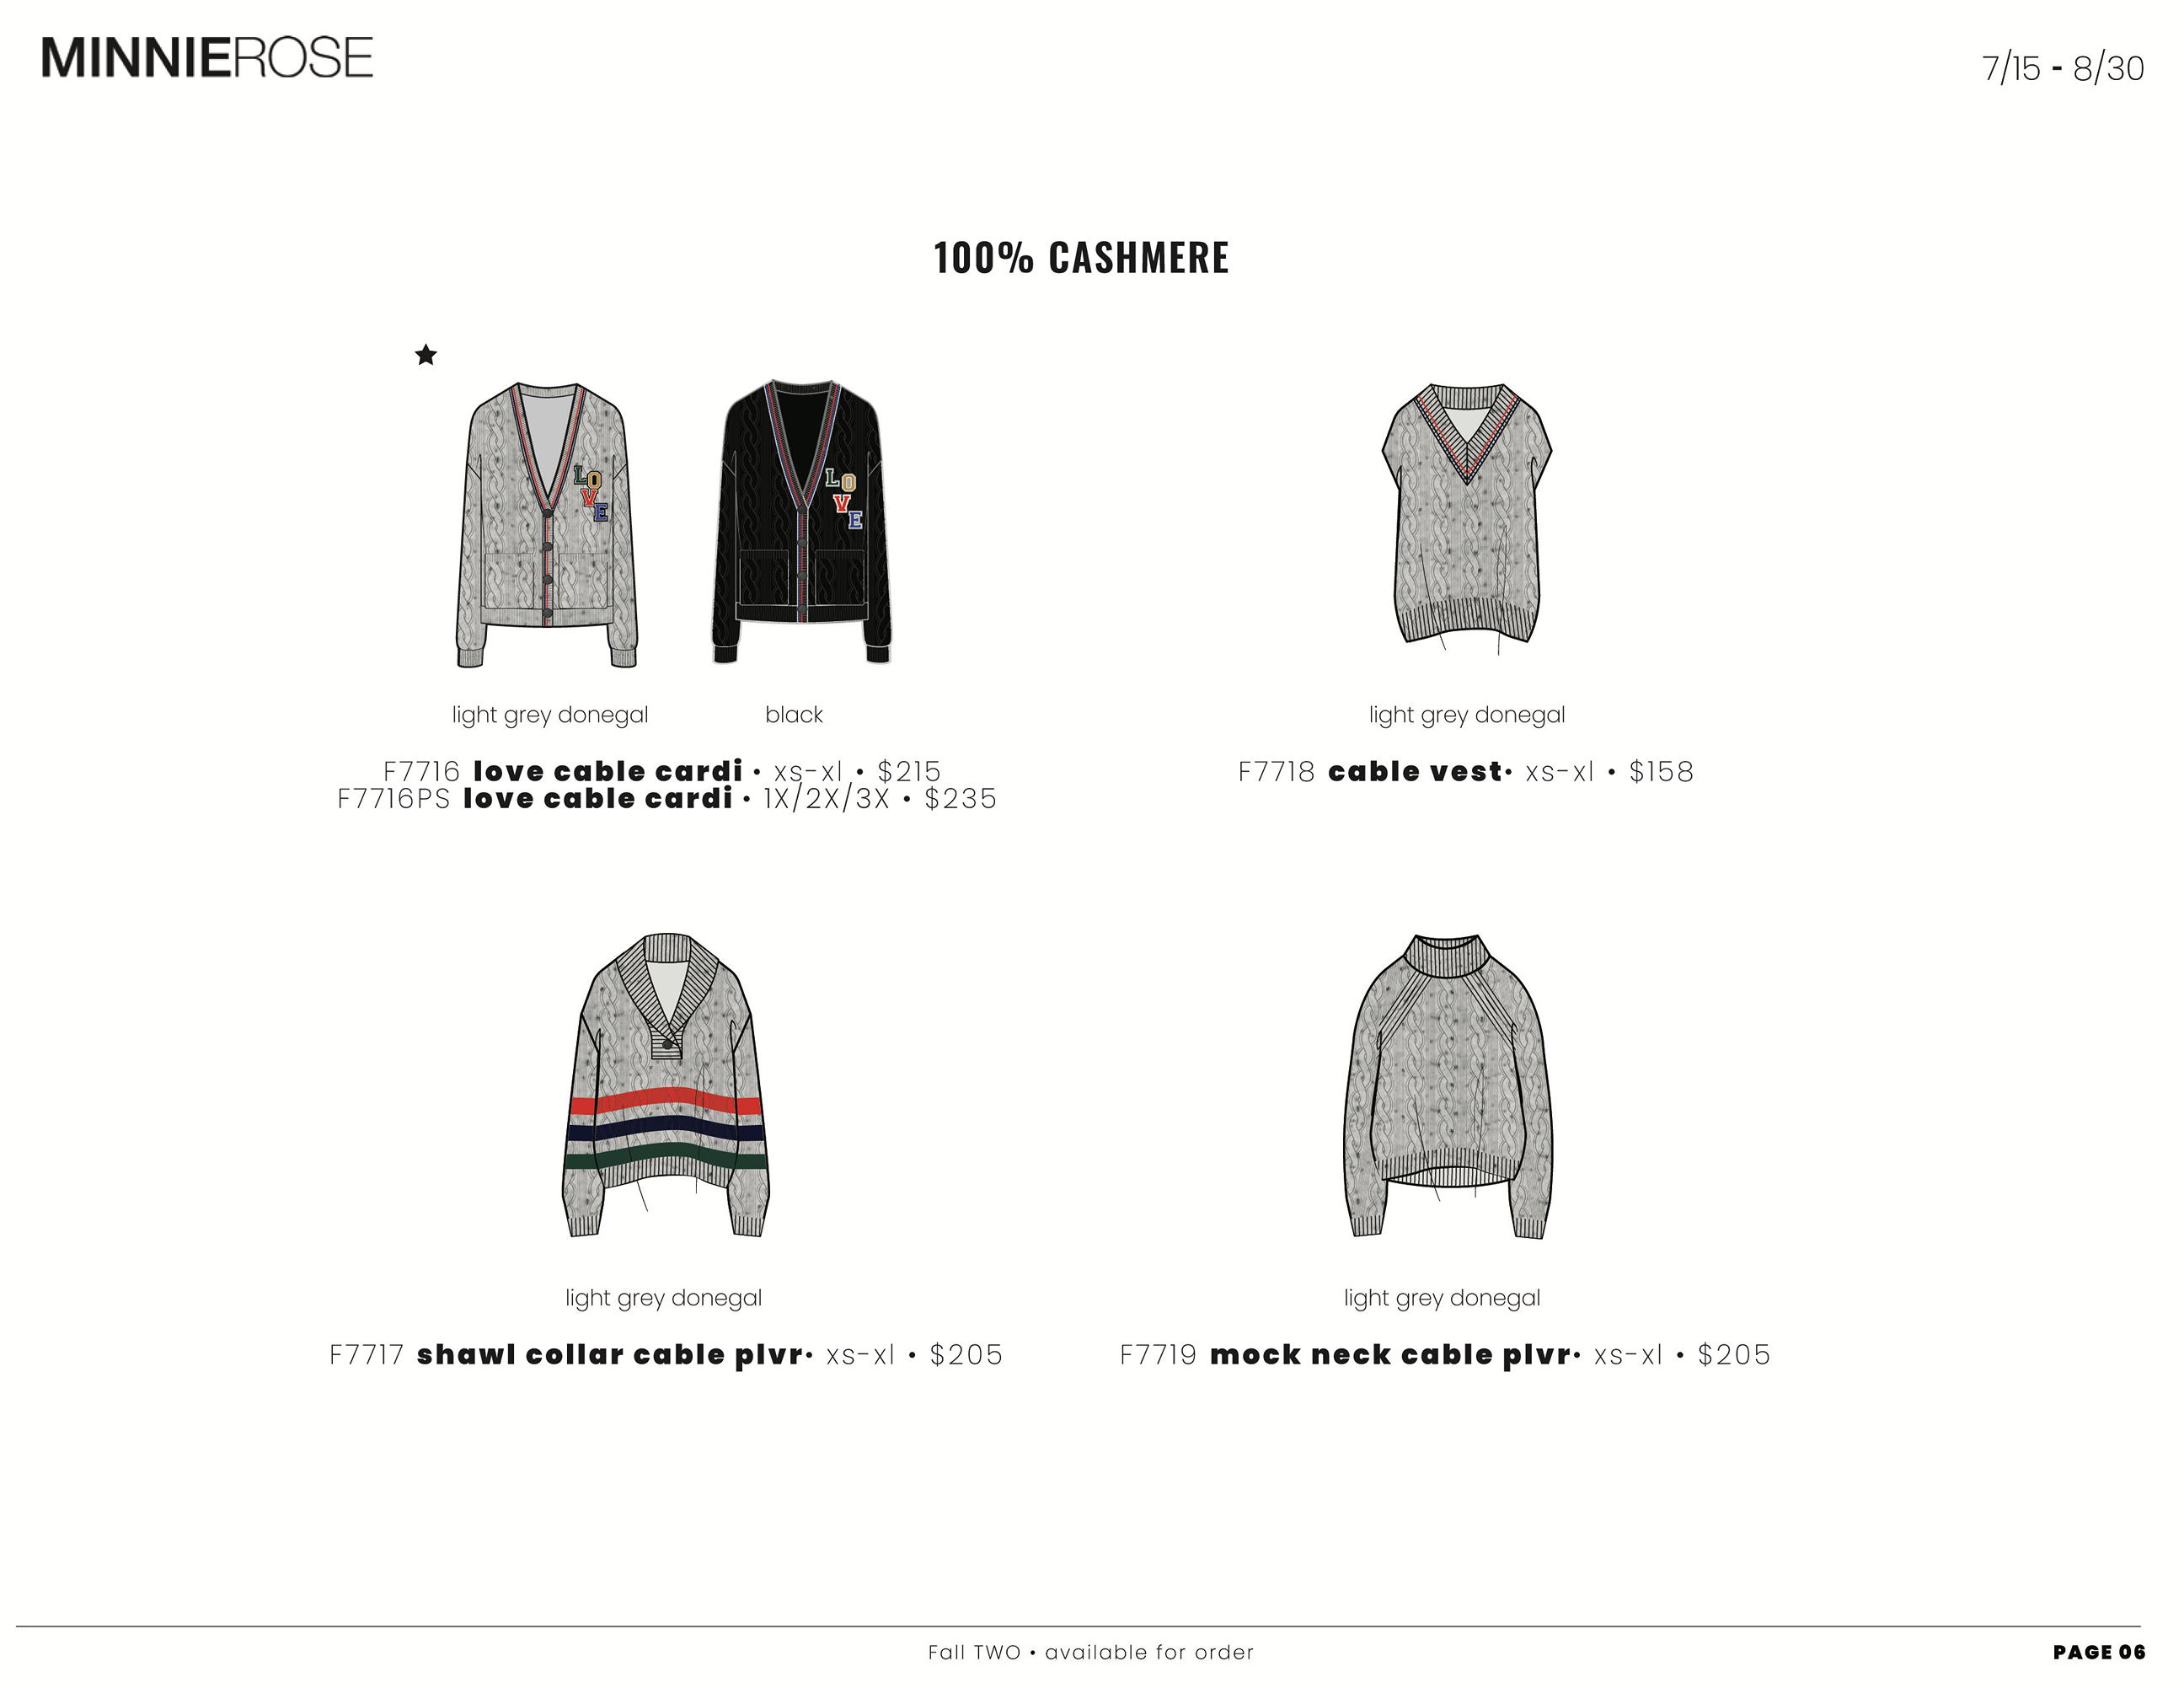 MINNIEROSE
7/15 - 8/30
100% CASHMERE
L O
V
E
L O
V
E
light grey donegal
black
F7716 love cable cardi • xs-xl • $215
F7716PS love cable cardi • 1X/2X/3X • $235
light grey donegal
F7718 cable vest• xs-xl • $158
light grey donegal
F7717 shawl collar cable plvr• xs-xl • $205
light grey donegal
F7719 mock neck cable plvr• xs-xl • $205
Fall TWO • available for order
PAGE 06